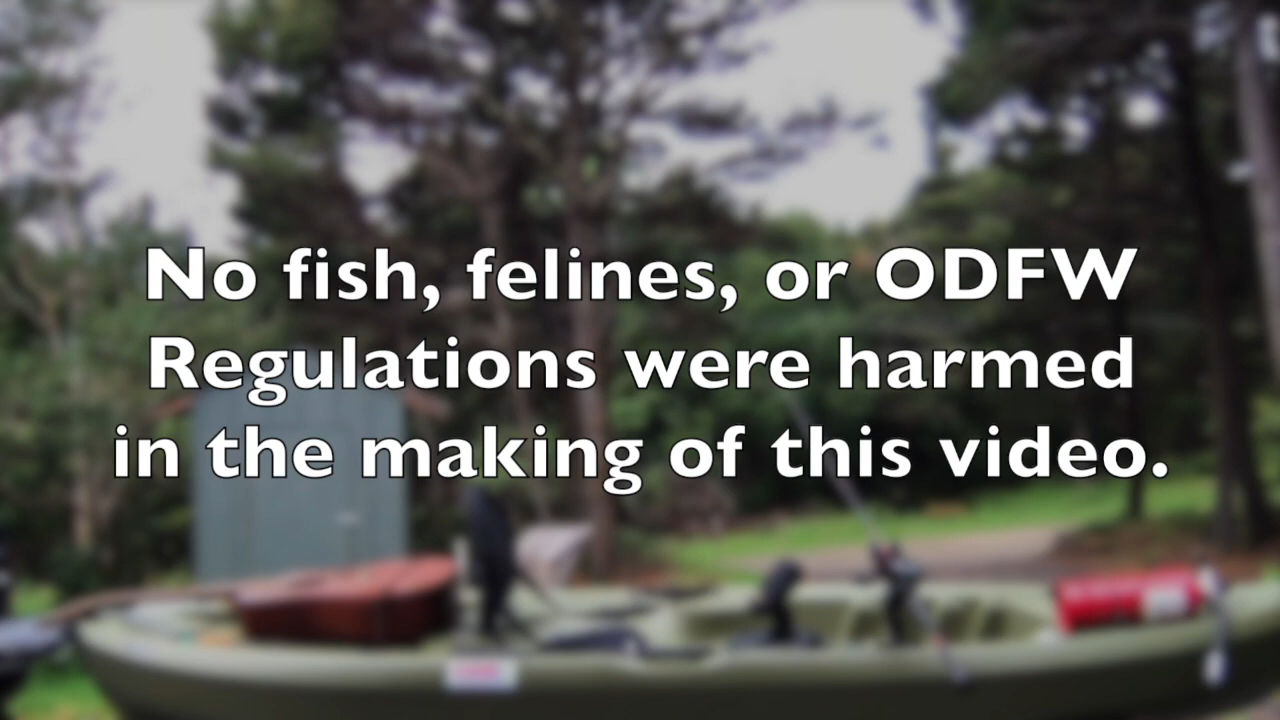 No fish, felines, or ODFW
Regulations were harmed
in the making of this video.